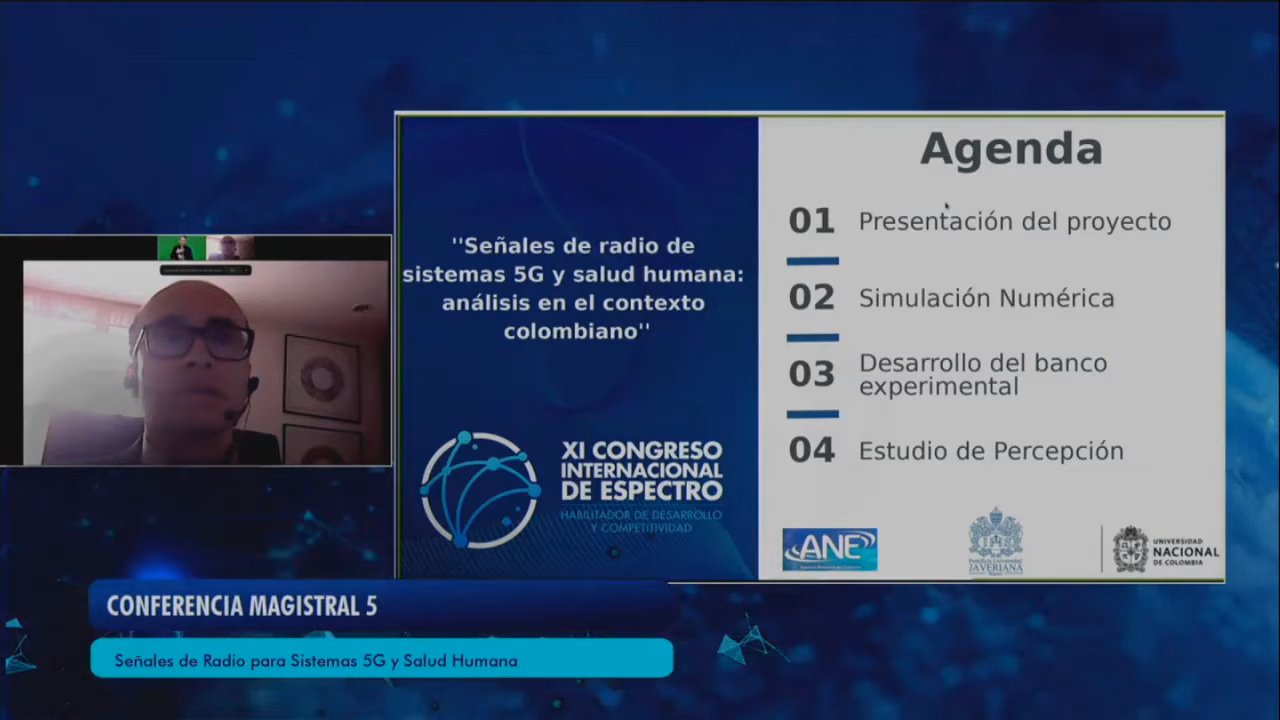 ''Señales de radio de
sistemas 5G y salud humana:
análisis en el contexto
colombiano''
XI CONGRESO
INTERNACIONAL
DE ESPECTRO
HABILITADOR DE DESARROLLO
Y COMPETITIVIDAD
Agenda
01 Presentación del proyecto
02 Simulación Numérica
03 Desarrollo del banco
experimental
04 Estudio de Percepción
ANE
JAVERIANA
UNIVERSIDAD
NACIONAL
DE COLOMBIA
CONFERENCIA MAGISTRAL 5
Señales de Radio para Sistemas 5G y Salud Humana